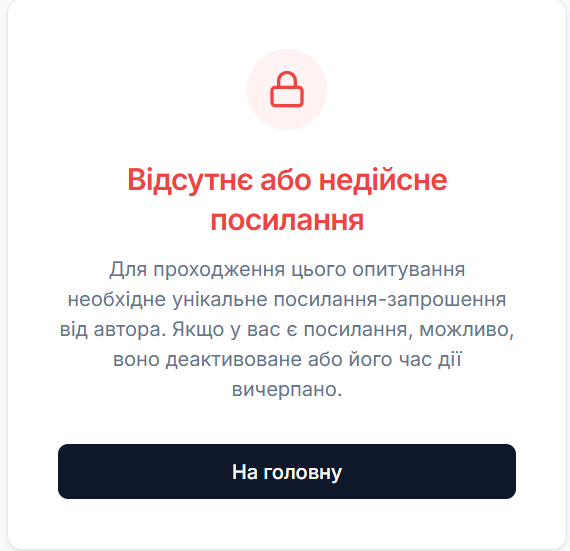 Відсутнє або недійсне
посилання
Для проходження цього опитування
необхідне унікальне посилання-запрошення
від автора. Якщо у вас є посилання, можливо,
воно деактивоване або його час дії
вичерпано.
На головну